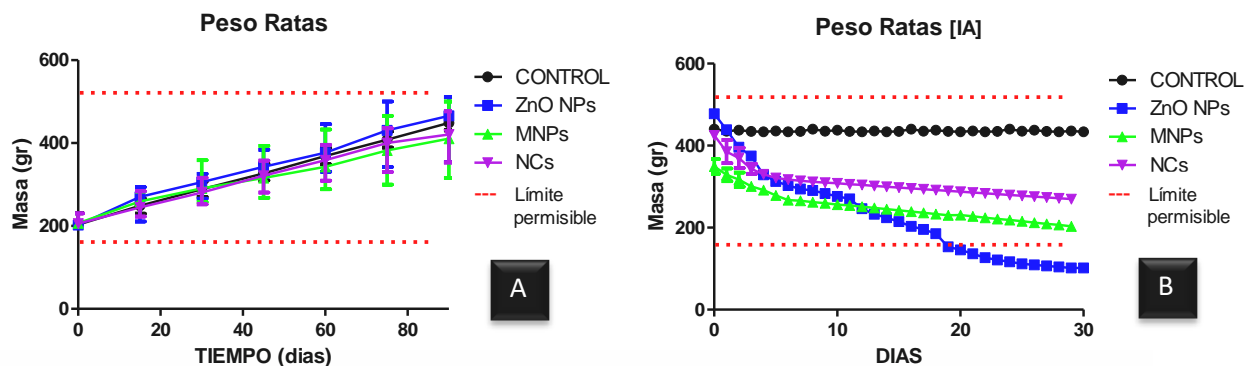 Peso Ratas
600
400
200
0
Masa (gr)
0
20
40
60
80
TIEMPO (dias)
CONTROL
ZnO NPs
MNPs
NCs
Límite
permisible
A
Peso Ratas [IA]
600
400
200
0
Masa (gr)
0
10
20
30
DIAS
CONTROL
ZnO NPs
MNPs
NCs
Límite
permisible
B